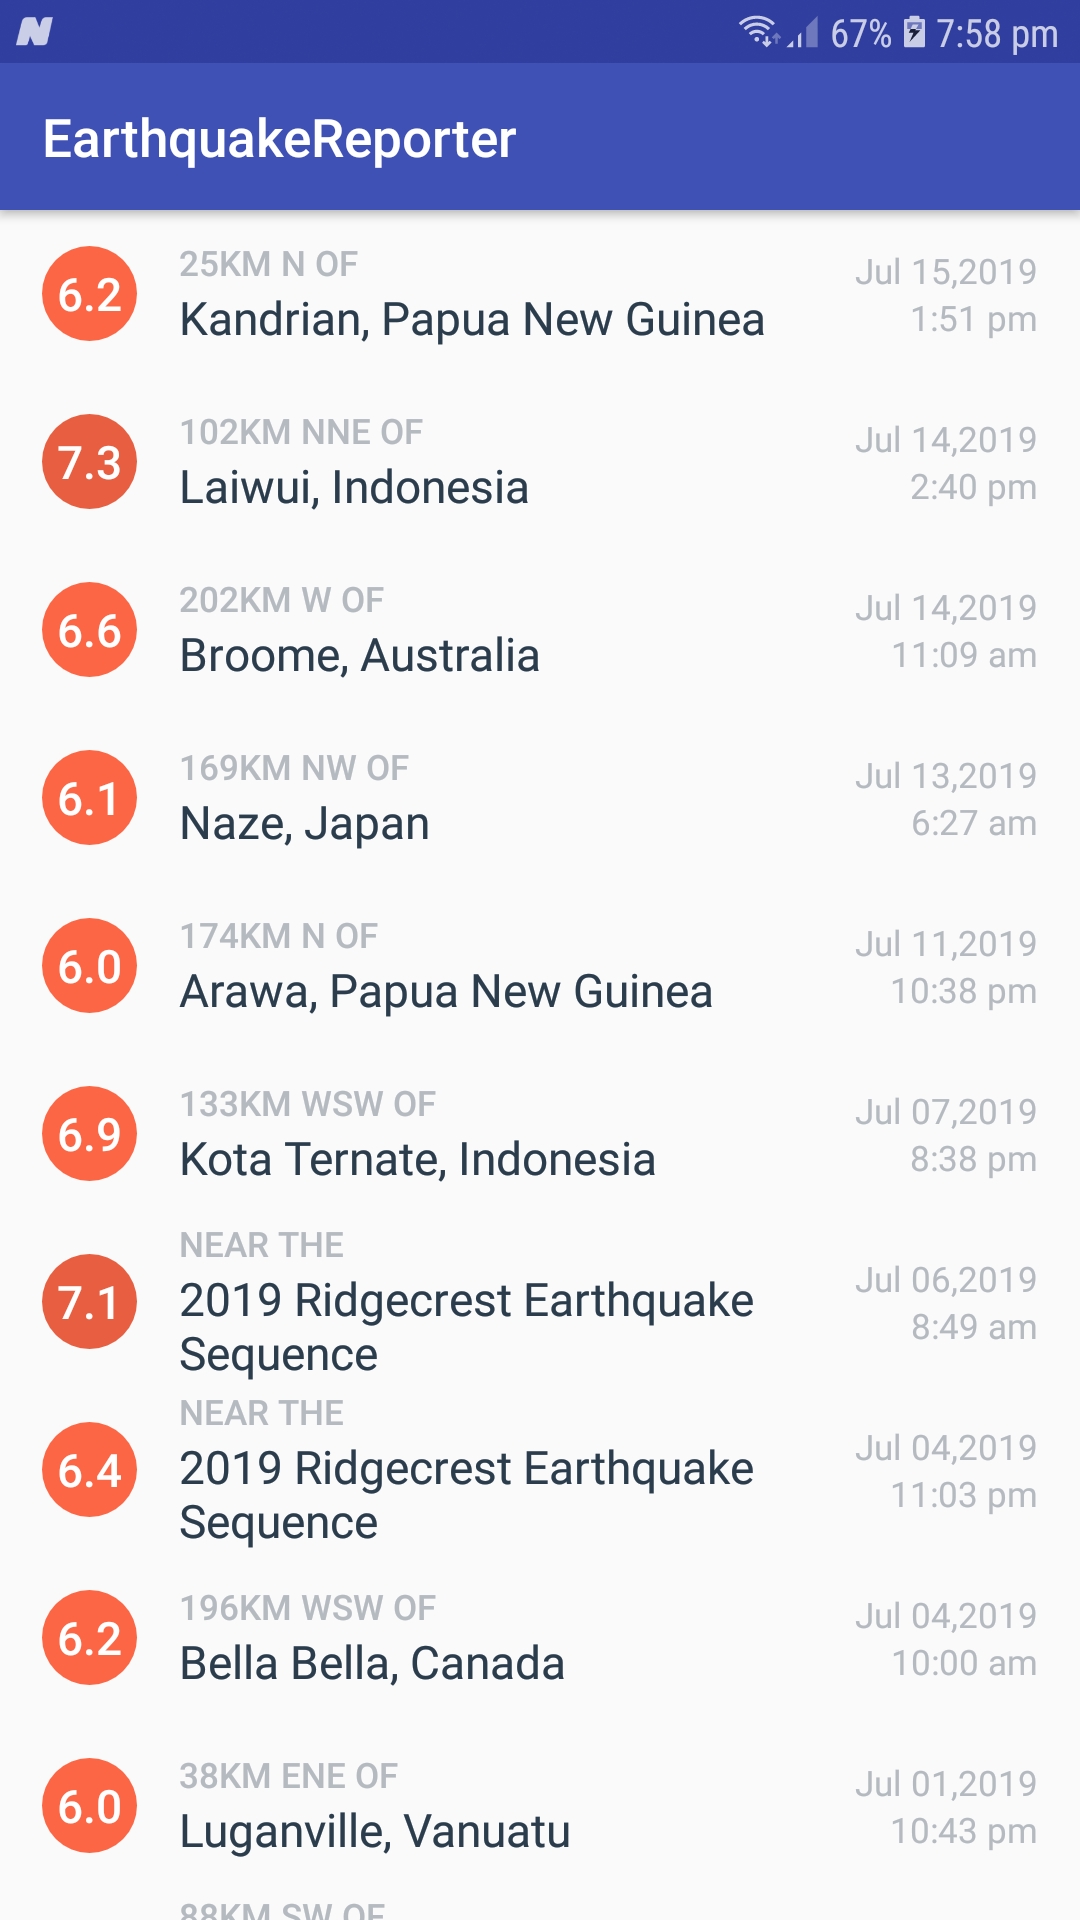 67% 7:58 pm
EarthquakeReporter
6.2
25KM N OF
Kandrian, Papua New Guinea
Jul 15,2019
1:51 pm
7.3
102KM NNE OF
Laiwui, Indonesia
Jul 14,2019
2:40 pm
6.6
202KM W OF
Broome, Australia
Jul 14,2019
11:09 am
6.1
169KM NW OF
Naze, Japan
Jul 13,2019
6:27 am
6.0
174KM N OF
Arawa, Papua New Guinea
Jul 11,2019
10:38 pm
6.9
133KM WSW OF
Kota Ternate, Indonesia
Jul 07,2019
8:38 pm
7.1
NEAR THE
2019 Ridgecrest Earthquake
Sequence
Jul 06,2019
8:49 am
6.4
NEAR THE
2019 Ridgecrest Earthquake
Sequence
Jul 04,2019
11:03 pm
6.2
196KM WSW OF
Bella Bella, Canada
Jul 04,2019
10:00 am
6.0
38KM ENE OF
Luganville, Vanuatu
Jul 01,2019
10:43 pm
88KM SW OF